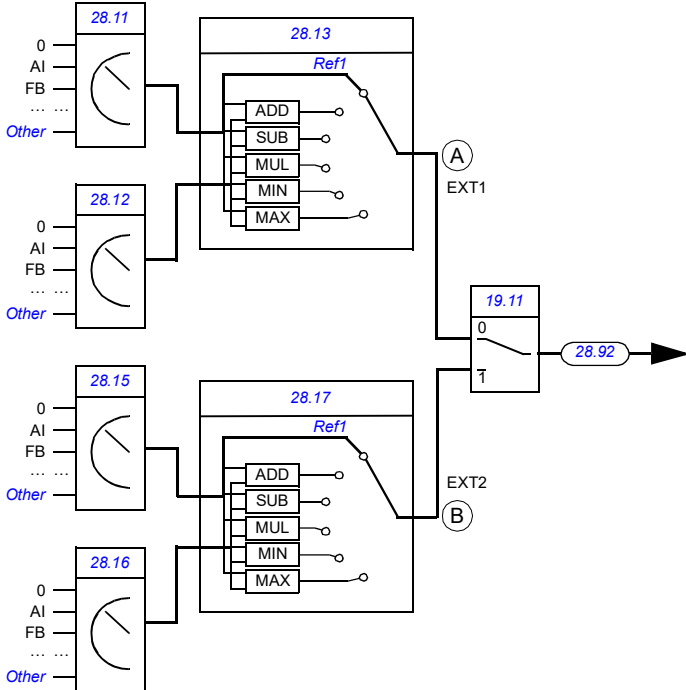 28.11
0
AI
FB
... ...
Other
28.12
0
AI
FB
... ...
Other
28.13
Ref1
ADD
SUB
MUL
MIN
MAX
A
EXT1
19.11
0
1
28.92
28.15
0
AI
FB
... ...
Other
28.16
0
AI
FB
... ...
Other
28.17
Ref1
ADD
SUB
MUL
MIN
MAX
EXT2
B